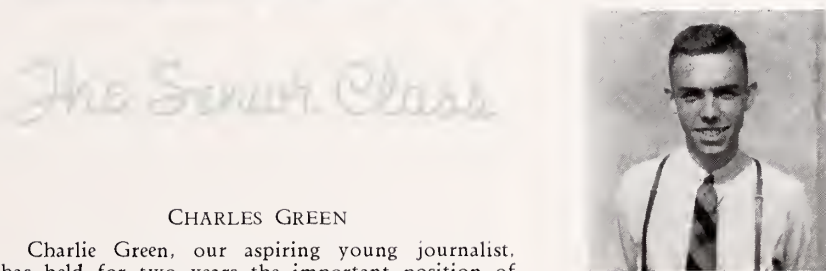 The Senior Class
CHARLES GREEN
Charlie Green, our aspiring young journalist,
has held for two years the important position of